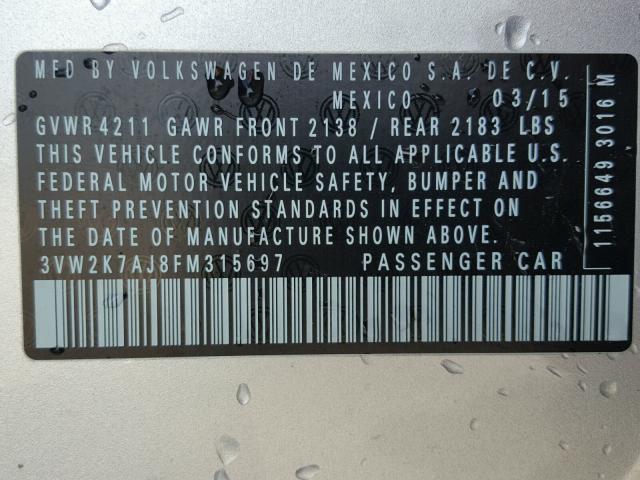 MFD BY VOLKSWAGEN DE MEXICO S.A. DE C.V.
MEXICO 03/15
GVWR 4211 GAWR FRONT 2138 / REAR 2183 LBS
THIS VEHICLE CONFORMS TO ALL APPLICABLE U.S.
FEDERAL MOTOR VEHICLE SAFETY, BUMPER AND
THEFT PREVENTION STANDARDS IN EFFECT ON
THE DATE OF MANUFACTURE SHOWN ABOVE.
3VW2K7AJ8FM315697 PASSENGER CAR
1156649 3016 M